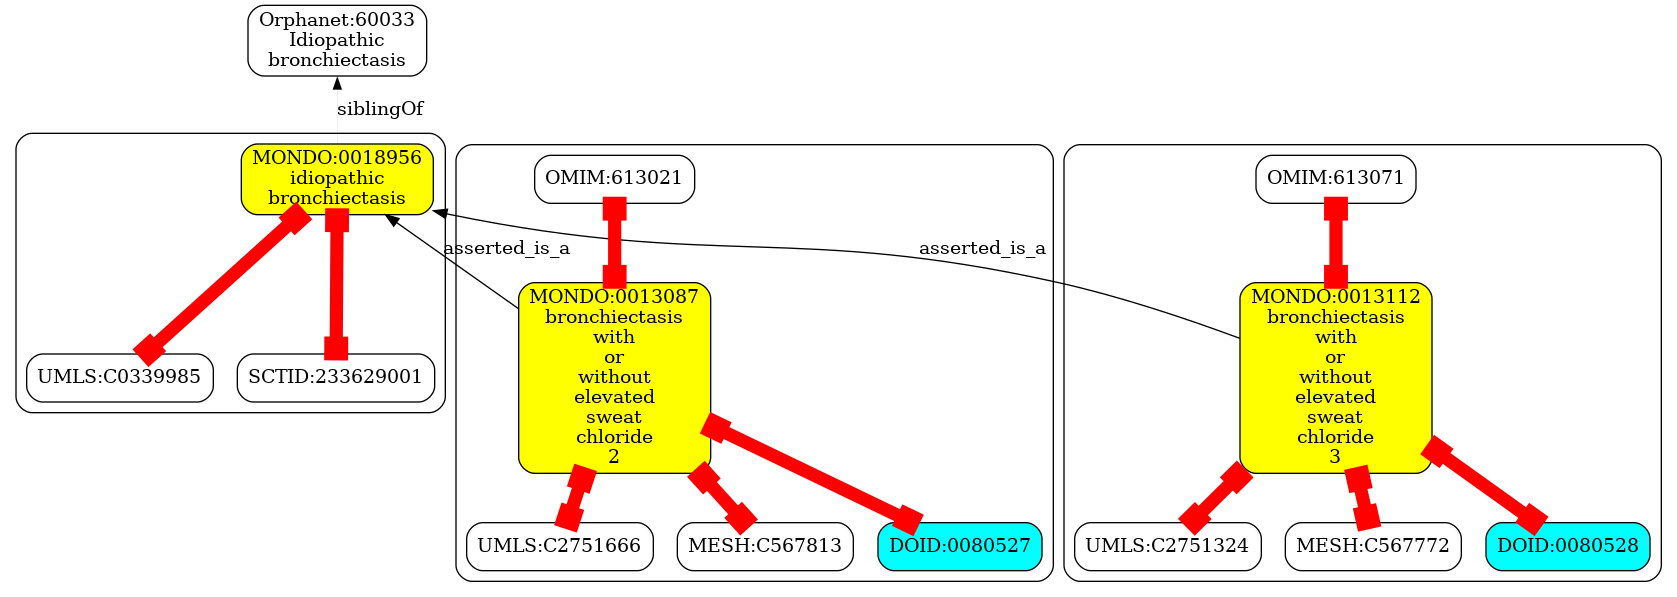 Orphanet:60033
Idiopathic
bronchiectasis
siblingOf
MONDO:0018956
idiopathic
bronchiectasis
UMLS:C0339985
SCTID:233629001
asserted_is_a
asserted_is_a
OMIM:613021
MONDO:0013087
bronchiectasis
with
or
without
elevated
sweat
chloride
2
UMLS:C2751666
MESH:C567813
DOID:0080527
OMIM:613071
MONDO:0013112
bronchiectasis
with
or
without
elevated
sweat
chloride
3
UMLS:C2751324
MESH:C567772
DOID:0080528